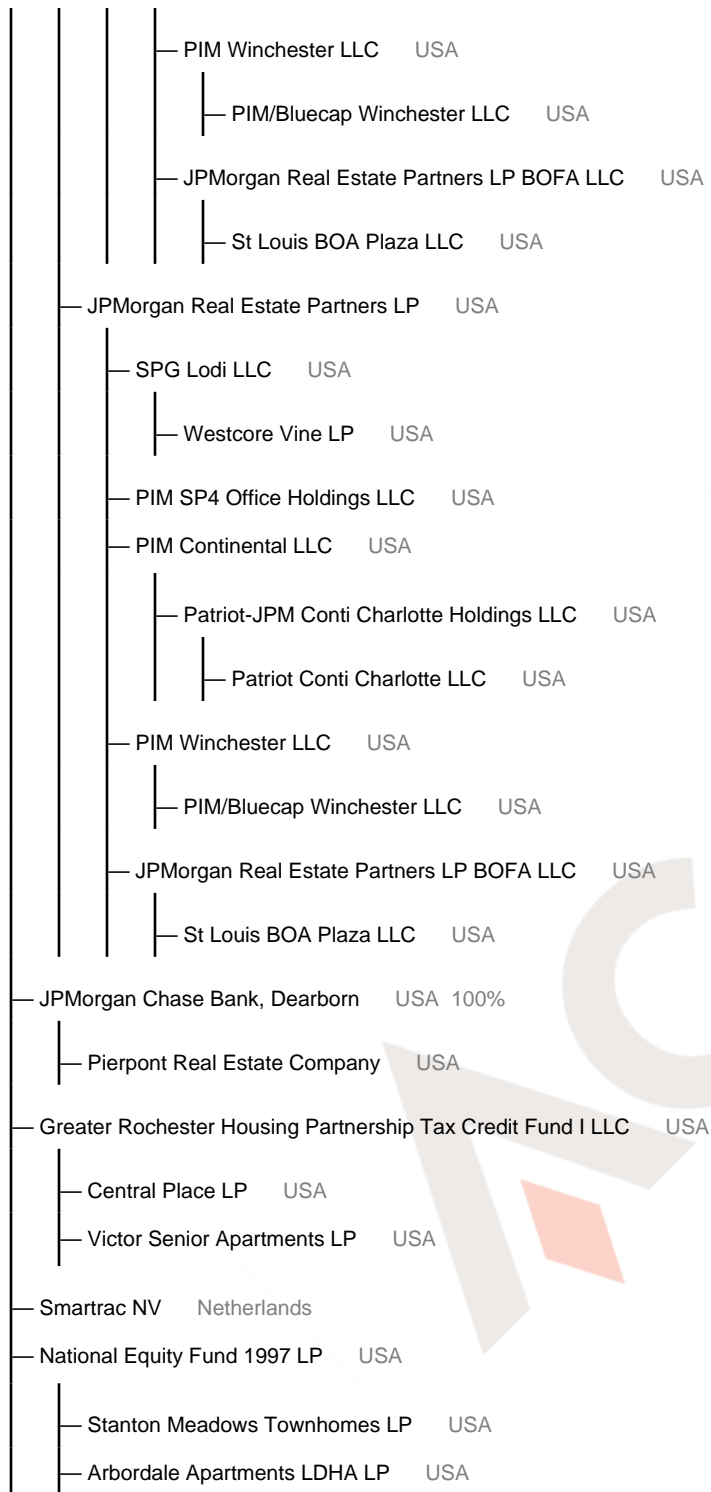 PIM Winchester LLC USA
PIM/Bluecap Winchester LLC USA
JPMorgan Real Estate Partners LP BOFA LLC USA
St Louis BOA Plaza LLC USA
JPMorgan Real Estate Partners LP USA
SPG Lodi LLC USA
Westcore Vine LP USA
PIM SP4 Office Holdings LLC USA
PIM Continental LLC USA
Patriot-JPM Conti Charlotte Holdings LLC USA
Patriot Conti Charlotte LLC USA
PIM Winchester LLC USA
PIM/Bluecap Winchester LLC USA
JPMorgan Real Estate Partners LP BOFA LLC USA
St Louis BOA Plaza LLC USA
JPMorgan Chase Bank, Dearborn USA 100%
Pierpont Real Estate Company USA
Greater Rochester Housing Partnership Tax Credit Fund I LLC USA
Central Place LP USA
Victor Senior Apartments LP USA
Smartrac NV Netherlands
National Equity Fund 1997 LP USA
Stanton Meadows Townhomes LP USA
Arbordale Apartments LDHA LP USA